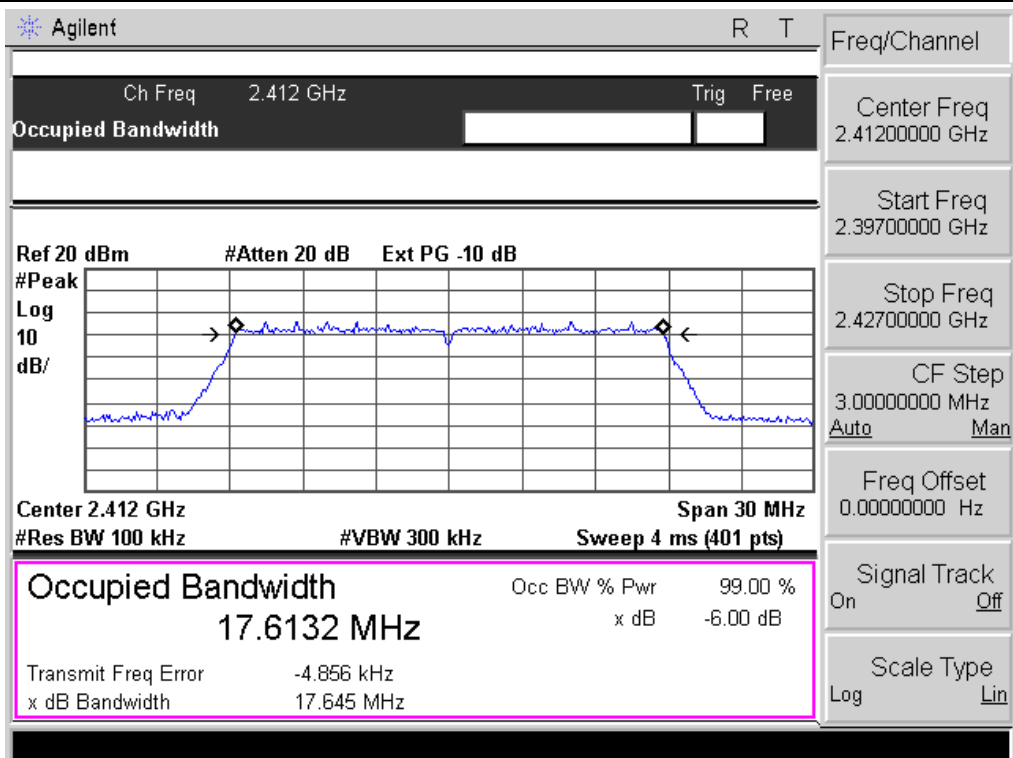 Agilent R T
Ch Freq 2.412 GHz Trig Free
Occupied Bandwidth
Ref 20 dBm #Atten 20 dB Ext PG -10 dB
#Peak
Log
10
dB/
Center 2.412 GHz Span 30 MHz
#Res BW 100 kHz #VBW 300 kHz Sweep 4 ms (401 pts)
Occupied Bandwidth
17.6132 MHz
Occ BW % Pwr 99.00 %
x dB -6.00 dB
Transmit Freq Error -4.856 kHz
x dB Bandwidth 17.645 MHz
Freq/Channel
Center Freq
2.41200000 GHz
Start Freq
2.39700000 GHz
Stop Freq
2.42700000 GHz
CF Step
3.00000000 MHz
Auto Man
Freq Offset
0.00000000 Hz
Signal Track
On Off
Scale Type
Log Lin